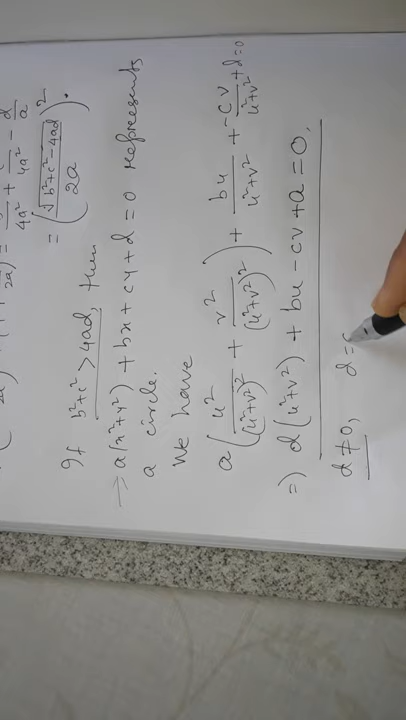 = — + c²/4a² - d/a
= (√(b²+c²-4ad) / 2a)².
If b²+c² > 4ad, then
a(x²+y²) + bx + cy + d = 0 represents
a circle.
We have
a(u²/(u²+v²)² + v²/(u²+v²)²) + bu/(u²+v²) + -cv/(u²+v²) + d = 0
=) d(u²+v²) + bu - cv + a = 0.
d ≠ 0, d =